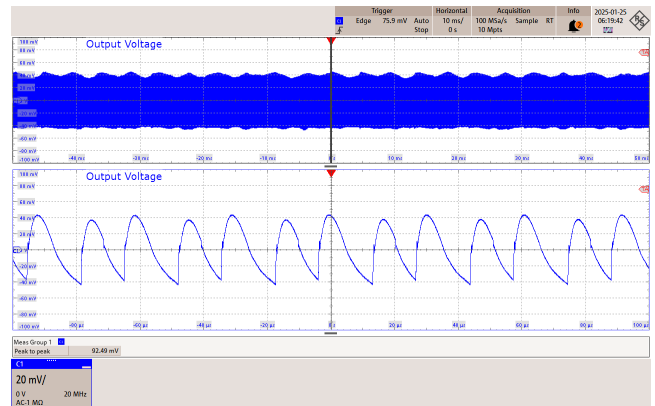 Trigger Horizontal Acquisition Info 2025-01-25
C1 Edge 75.9 mV Auto 10 ms/ 100 MSa/s Sample RT 06:19:42
Stop 0 s 10 Mpts
2
Output Voltage
100 mV
80 mV
-20 mV
-60 mV
-80 mV
-100 mV
-40 ms -30 ms -20 ms -10 ms 0 s 10 ms 20 ms 30 ms 40 ms 50 ms
Output Voltage
100 mV
80 mV
60 mV
40 mV
20 mV
-20 mV
-40 mV
-60 mV
-80 mV
-100 mV
-80 µs -60 µs -40 µs -20 µs 0 s 20 µs 40 µs 60 µs 80 µs 100 µs
Meas Group 1 C1
Peak to peak 92.49 mV
C1
20 mV/
0 V 20 MHz
AC-1 MΩ